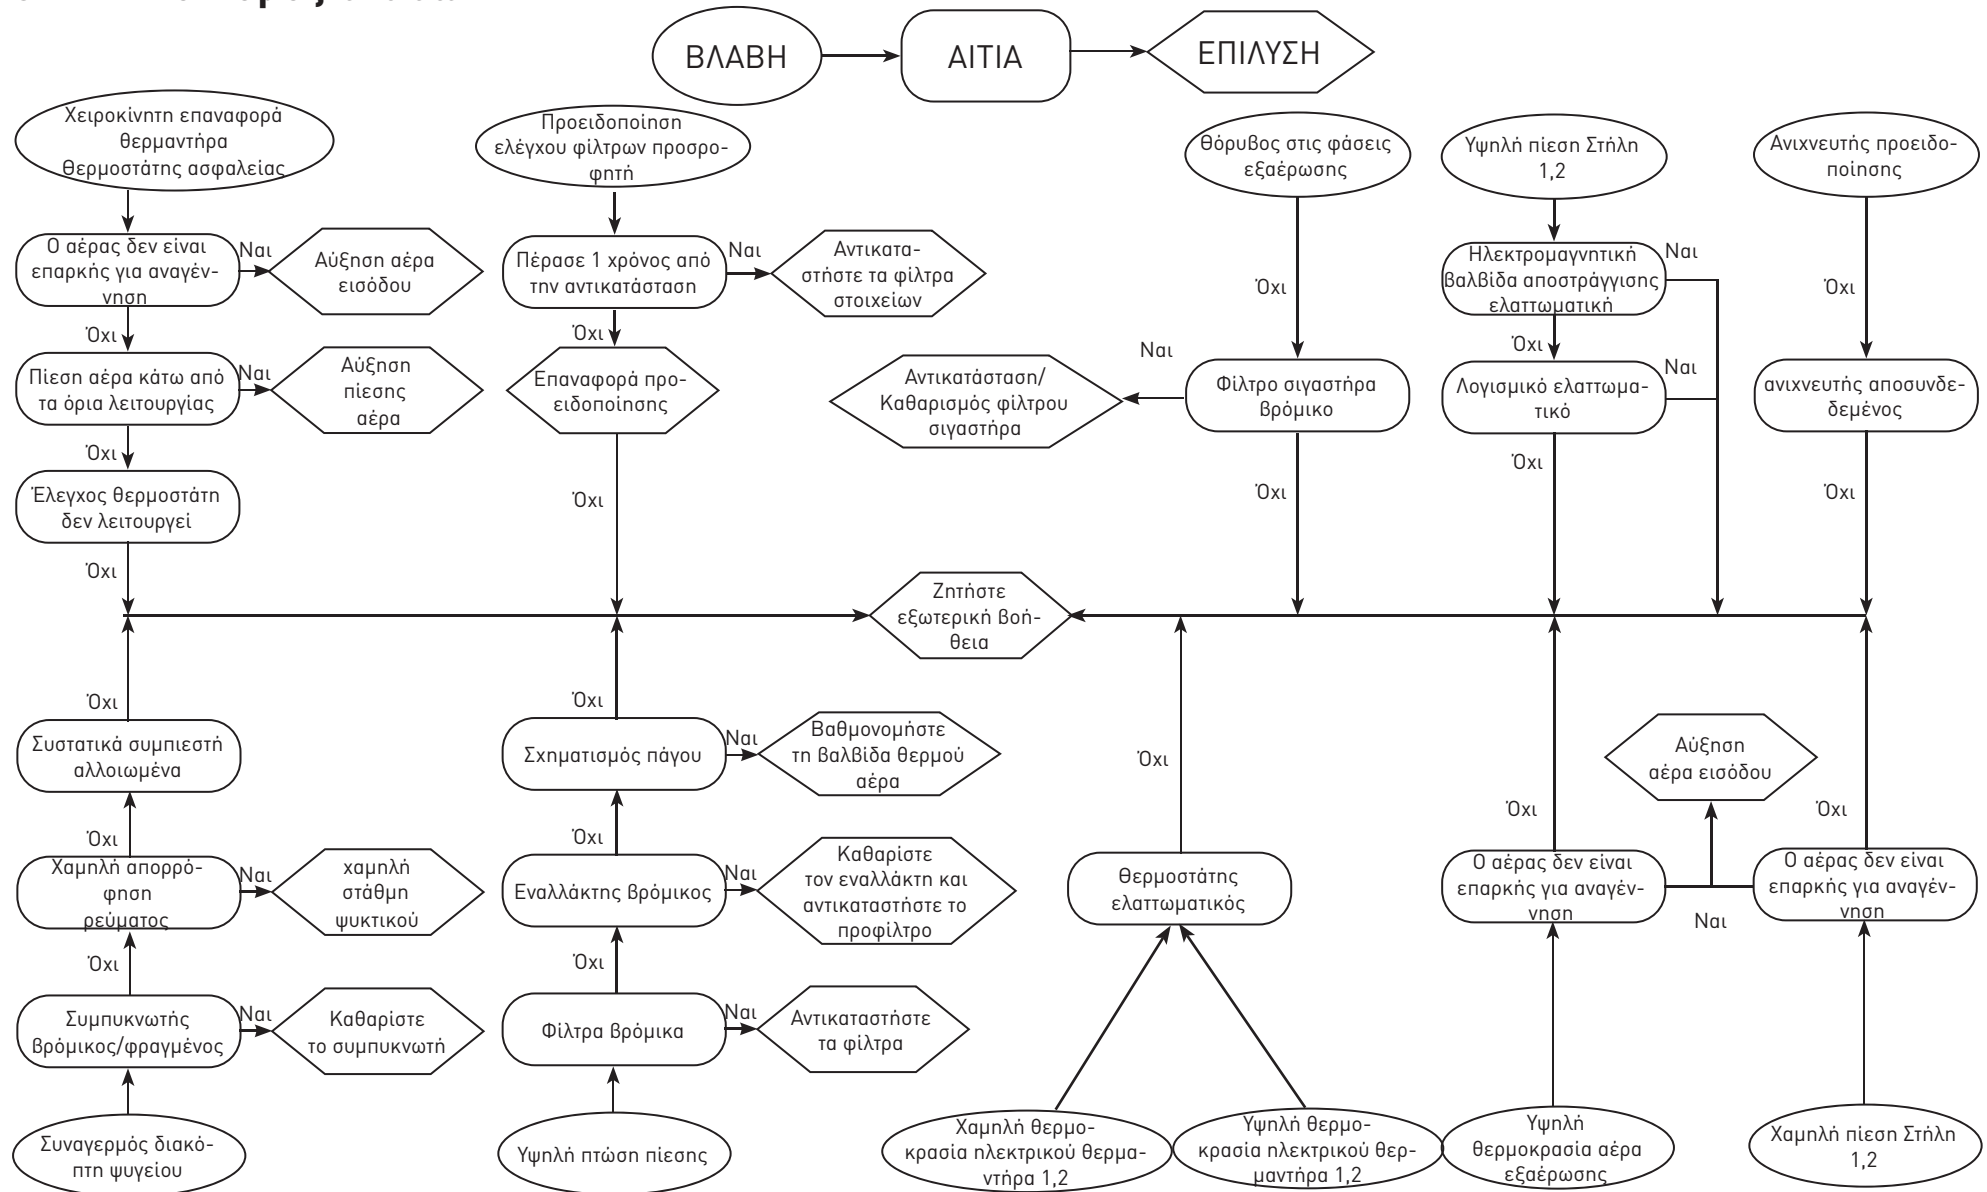 ΒΛΑΒΗ
ΑΙΤΙΑ
ΕΠΙΛΥΣΗ
Χειροκίνητη επαναφορά
θερμαντήρα
Θερμοστάτης ασφαλείας
Προειδοποίηση
ελέγχου φίλτρων προσρο-
φητή
Θόρυβος στις φάσεις
εξαέρωσης
Υψηλή πίεση Στήλη
1,2
Ανιχνευτής προειδο-
ποίησης
Ο αέρας δεν είναι
επαρκής για αναγέν-
νηση
Ναι
Αύξηση αέρα
εισόδου
Πέρασε 1 χρόνος από
την αντικατάσταση
Ναι
Αντικατα-
στήστε τα φίλτρα
στοιχείων
Όχι
Ηλεκτρομαγνητική
βαλβίδα αποστράγγισης
ελαττωματική
Ναι
Όχι
Όχι
Όχι
Όχι
Πίεση αέρα κάτω από
τα όρια λειτουργίας
Ναι
Αύξηση
πίεσης
αέρα
Επαναφορά προ-
ειδοποίησης
Αντικατάσταση/
Καθαρισμός φίλτρου
σιγαστήρα
Ναι
Φίλτρο σιγαστήρα
βρόμικο
Λογισμικό ελαττωμα-
τικό
Ναι
ανιχνευτής αποσυνδε-
δεμένος
Όχι
Έλεγχος θερμοστάτη
δεν λειτουργεί
Όχι
Όχι
Όχι
Όχι
Όχι
Ζητήστε
εξωτερική βοή-
θεια
Όχι
Συστατικά συμπιεστή
αλλοιωμένα
Όχι
Σχηματισμός πάγου
Ναι
Βαθμονομήστε
τη βαλβίδα θερμού
αέρα
Όχι
Αύξηση
αέρα εισόδου
Όχι
Όχι
Όχι
Χαμηλή απορρό-
φηση
ρεύματος
Ναι
χαμηλή
στάθμη
ψυκτικού
Όχι
Εναλλάκτης βρόμικος
Ναι
Καθαρίστε
τον εναλλάκτη και
αντικαταστήστε το
προφίλτρο
Θερμοστάτης
ελαττωματικός
Ο αέρας δεν είναι
επαρκής για αναγέν-
νηση
Ναι
Ο αέρας δεν είναι
επαρκής για αναγέν-
νηση
Όχι
Συμπυκνωτής
βρόμικος/φραγμένος
Ναι
Καθαρίστε
το συμπυκνωτή
Όχι
Φίλτρα βρόμικα
Ναι
Αντικαταστήστε
τα φίλτρα
Συναγερμός διακό-
πτη ψυγείου
Υψηλή πτώση πίεσης
Χαμηλή θερμο-
κρασία ηλεκτρικού θερμα-
ντήρα 1,2
Υψηλή θερμο-
κρασία ηλεκτρικού θερ-
μαντήρα 1,2
Υψηλή
θερμοκρασία αέρα
εξαέρωσης
Χαμηλή πίεση Στήλη
1,2